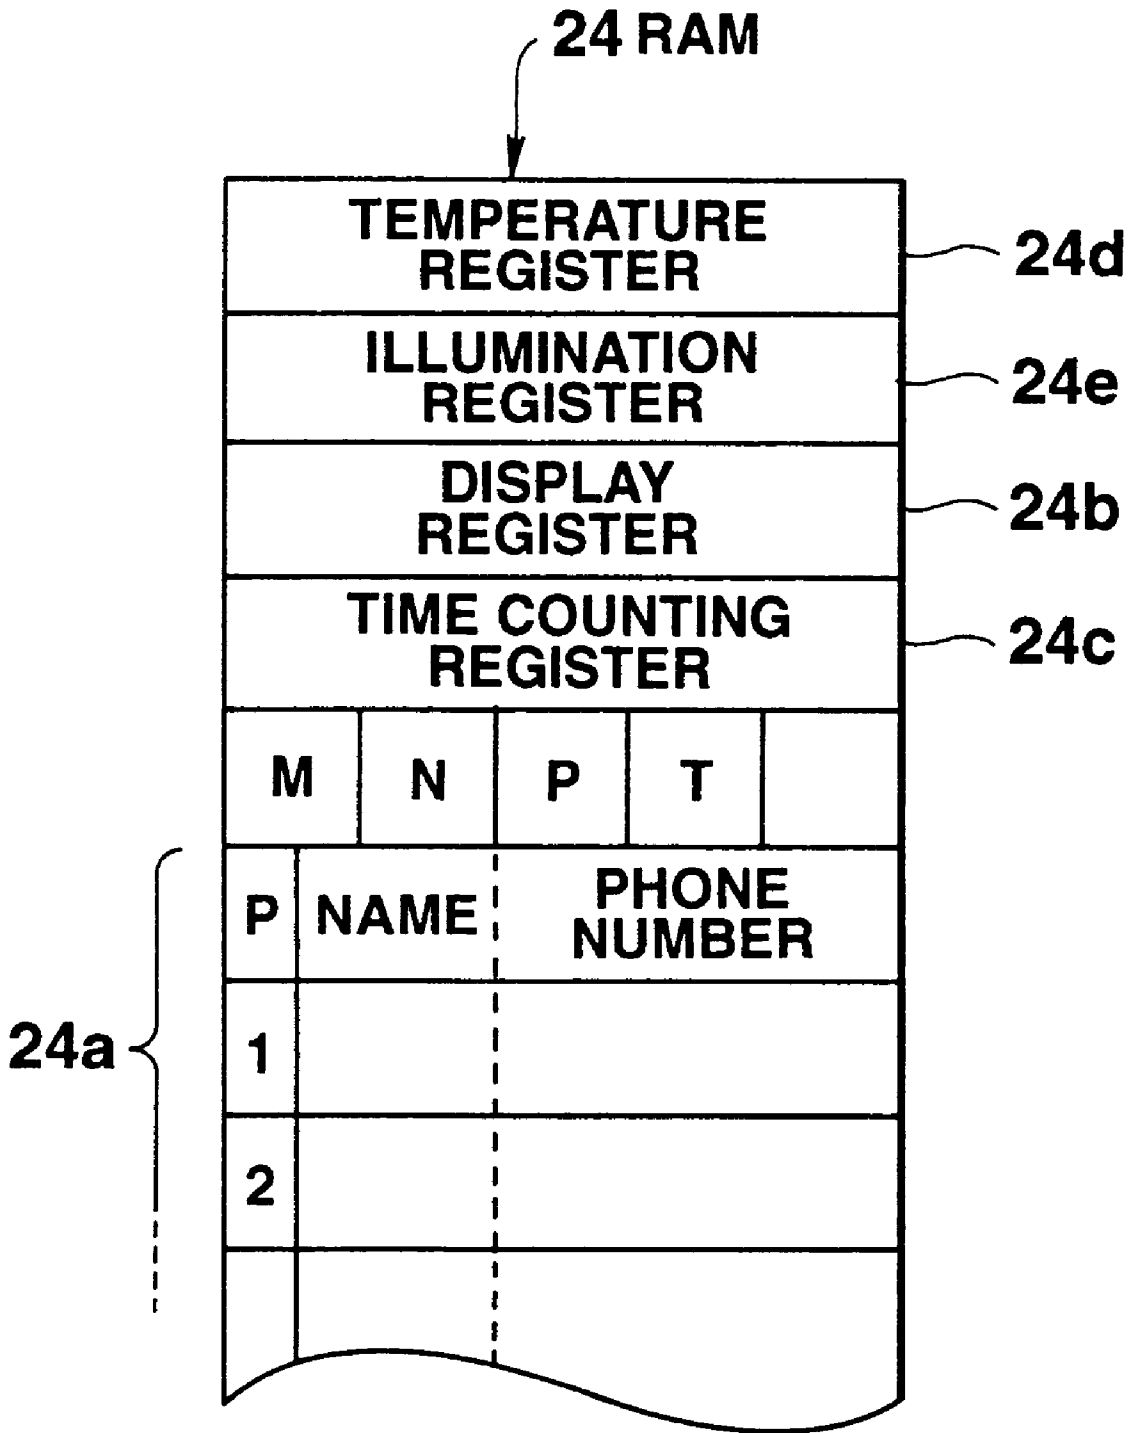 24 RAM
TEMPERATURE
REGISTER
24d
ILLUMINATION
REGISTER
24e
DISPLAY
REGISTER
24b
TIME COUNTING
REGISTER
24c
M N P T
P NAME PHONE
NUMBER
24a
1
2